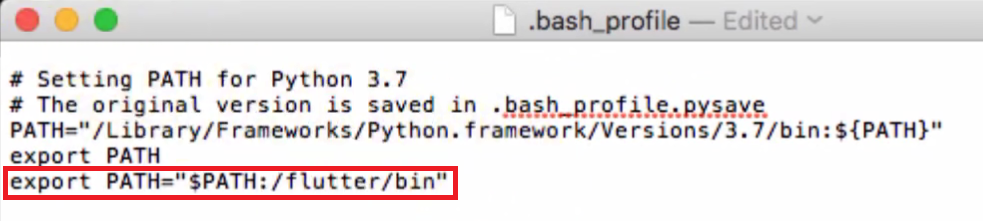 .bash_profile — Edited
# Setting PATH for Python 3.7
# The original version is saved in .bash_profile.pysave
PATH="/Library/Frameworks/Python.framework/Versions/3.7/bin:${PATH}"
export PATH
export PATH="$PATH:/flutter/bin"